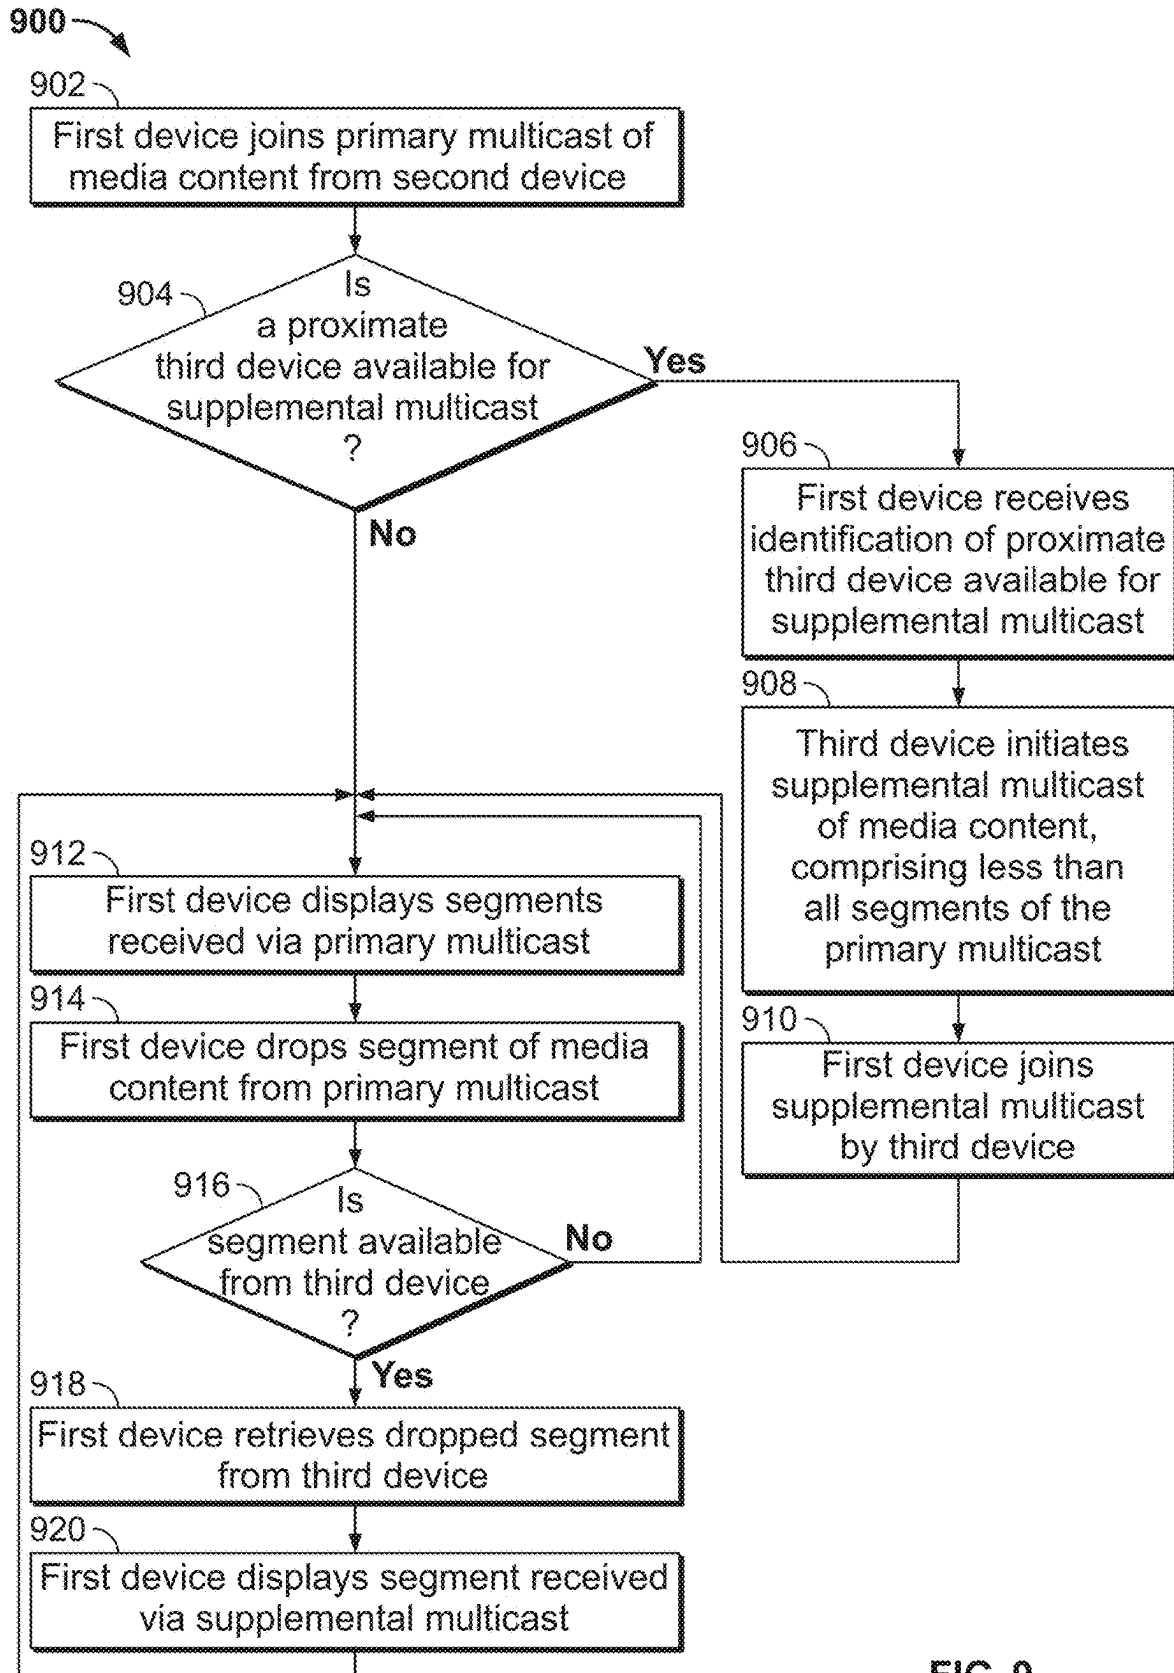 900
902
First device joins primary multicast of
media content from second device
904
Is
a proximate
third device available for
supplemental multicast
?
Yes
No
906
First device receives
identification of proximate
third device available for
supplemental multicast
908
Third device initiates
supplemental multicast
of media content,
comprising less than
all segments of the
primary multicast
910
First device joins
supplemental multicast
by third device
912
First device displays segments
received via primary multicast
914
First device drops segment of media
content from primary multicast
916
Is
segment available
from third device
?
No
Yes
918
First device retrieves dropped segment
from third device
920
First device displays segment received
via supplemental multicast
FIG. 9